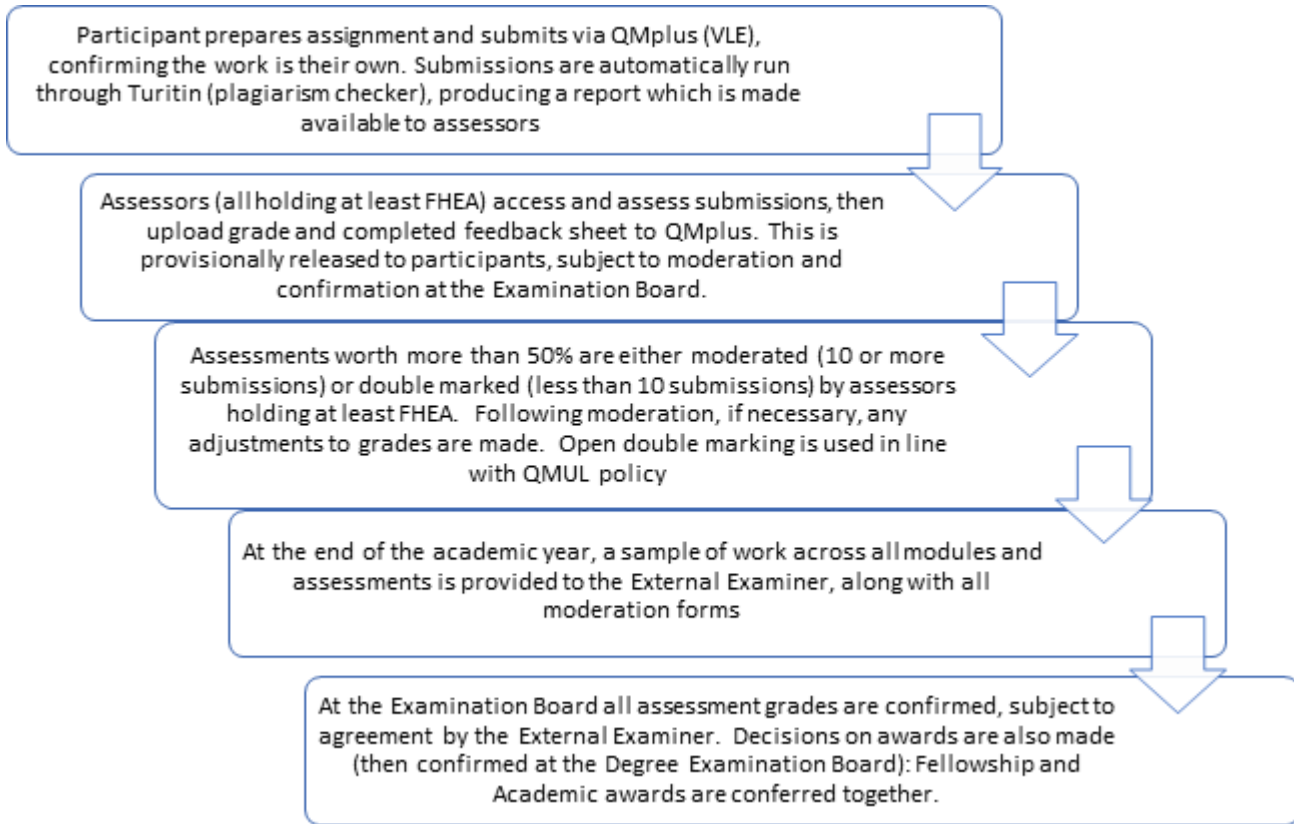 Participant prepares assignment and submits via QMplus (VLE),
confirming the work is their own. Submissions are automatically run
through Turitin (plagiarism checker), producing a report which is made
available to assessors
Assessors (all holding at least FHEA) access and assess submissions, then
upload grade and completed feedback sheet to QMplus. This is
provisionally released to participants, subject to moderation and
confirmation at the Examination Board.
Assessments worth more than 50% are either moderated (10 or more
submissions) or double marked (less than 10 submissions) by assessors
holding at least FHEA. Following moderation, if necessary, any
adjustments to grades are made. Open double marking is used in line
with QMUL policy
At the end of the academic year, a sample of work across all modules and
assessments is provided to the External Examiner, along with all
moderation forms
At the Examination Board all assessment grades are confirmed, subject to
agreement by the External Examiner. Decisions on awards are also made
(then confirmed at the Degree Examination Board): Fellowship and
Academic awards are conferred together.